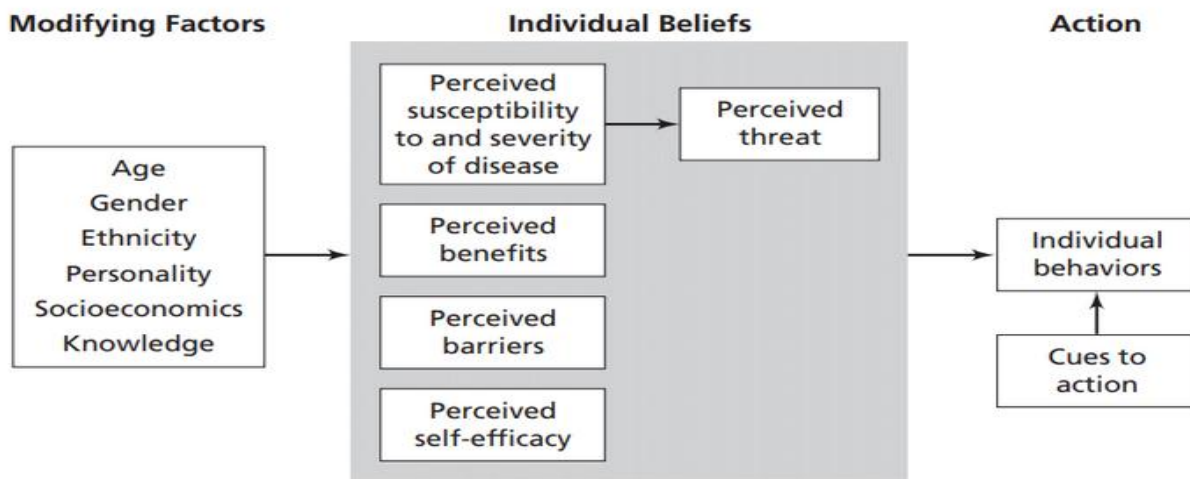 Modifying Factors
Individual Beliefs
Action
Age
Gender
Ethnicity
Personality
Socioeconomics
Knowledge
Perceived
susceptibility
to and severity
of disease
Perceived
threat
Perceived
benefits
Perceived
barriers
Perceived
self-efficacy
Individual
behaviors
Cues to
action